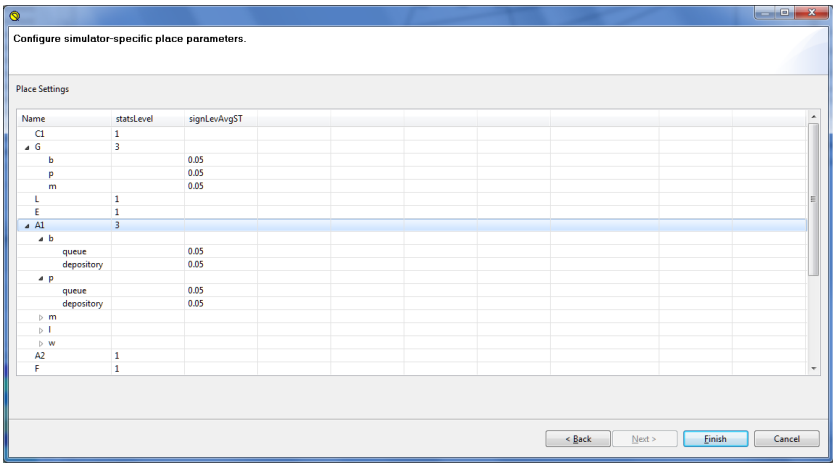 Configure simulator-specific place parameters.
Place Settings
Name statsLevel signLevAvgST
C1 1
G 3
b 0.05
p 0.05
m 0.05
L 1
E 1
A1 3
b
queue 0.05
depository 0.05
p
queue 0.05
depository 0.05
m
l
w
A2 1
F 1
< Back Next > Finish Cancel